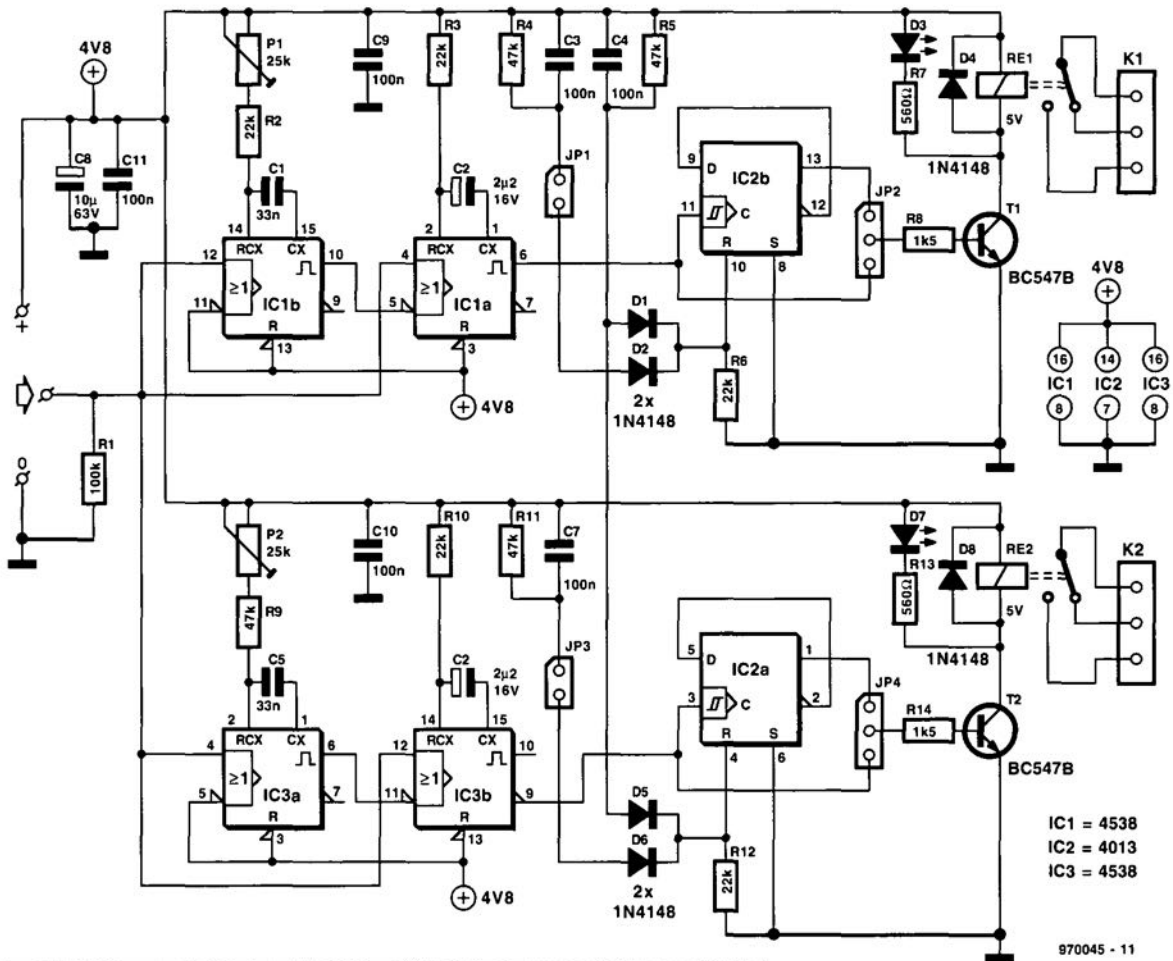 4V8
+
C8
10µ
63V
C11
100n
P1
25k
R2
22k
C9
100n
R3
22k
R4
47k
C3
100n
C4
100n
R5
47k
D3
D4
R7
560Ω
1N4148
RE1
5V
K1
C1
33n
14
RCX
CX
15
12
≥1
10
11
IC1b
9
R
13
C2
2µ2
16V
2
RCX
CX
1
4
≥1
6
5
IC1a
7
R
3
+ 4V8
JP1
9
D
13
IC2b
11
C
12
R
S
10
8
JP2
R8
1k5
T1
BC547B
D1
D2
2x
1N4148
R6
22k
4V8
+
16
14
16
IC1
IC2
IC3
8
7
8
+
0
R1
100k
P2
25k
R9
47k
C10
100n
R10
22k
R11
47k
C7
100n
D7
D8
R13
560Ω
1N4148
RE2
5V
K2
C5
33n
2
RCX
CX
1
4
≥1
6
5
IC3a
7
R
3
C2
2µ2
16V
14
RCX
CX
15
12
≥1
10
11
IC3b
9
R
13
+ 4V8
JP3
5
D
1
IC2a
3
C
2
R
S
4
6
JP4
R14
1k5
T2
BC547B
D5
D6
2x
1N4148
R12
22k
IC1 = 4538
IC2 = 4013
IC3 = 4538
970045 - 11